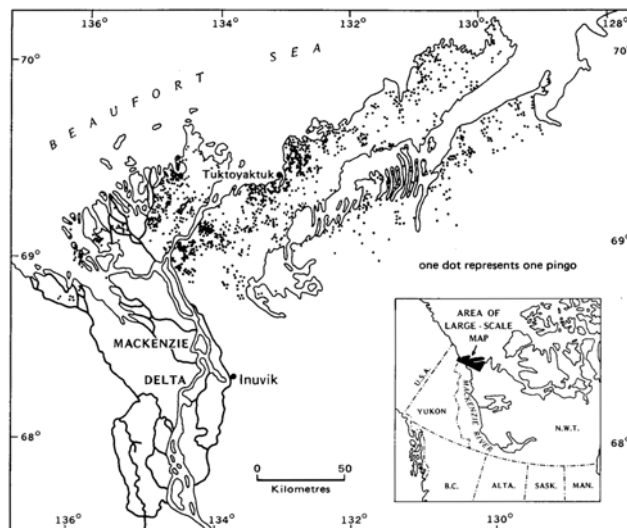 136° 134° 132° 130° 128°
70° 70°
BEAUFORT SEA
Tuktoyaktuk
69° 69°
one dot represents one pingo
MACKENZIE
DELTA
Inuvik
AREA OF
LARGE-SCALE
MAP
U.S.A.
YUKON
MACKENZIE RIVER
N.W.T.
B.C. ALTA. SASK. MAN.
68° 68°
0 50
Kilometres
136° 134° 132° 130°